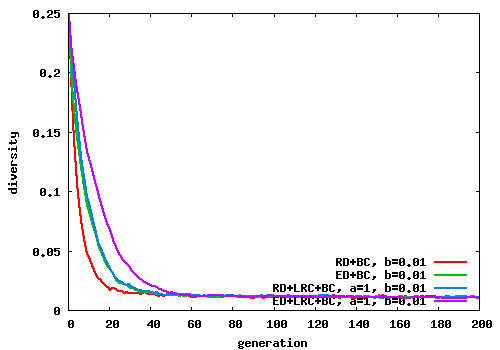 0.25
0.2
0.15
0.1
0.05
0
diversity
RD+BC, b=0.01
ED+BC, b=0.01
RD+LRC+BC, a=1, b=0.01
ED+LRC+BC, a=1, b=0.01
0 20 40 60 80 100 120 140 160 180 200
generation